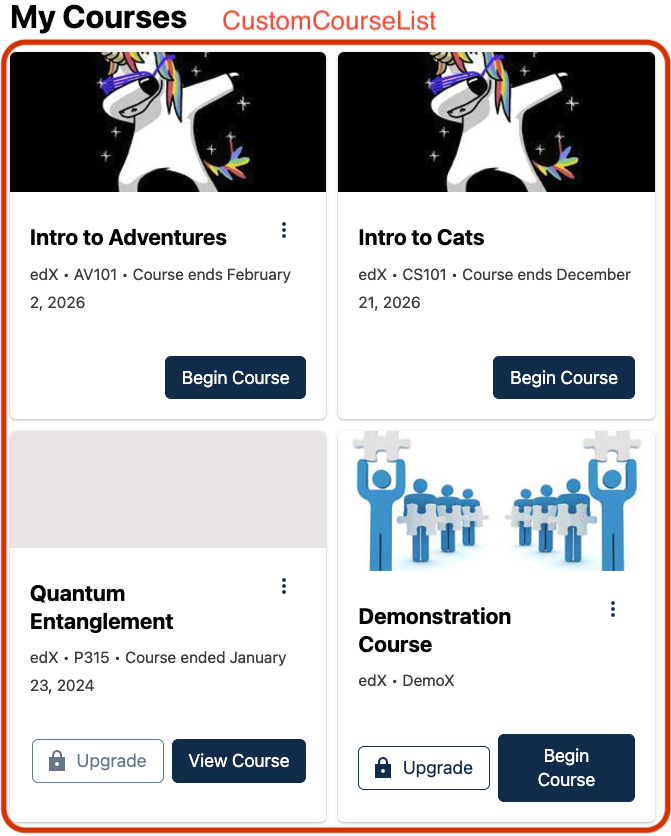 My Courses
CustomCourseList
Intro to Adventures
edX • AV101 • Course ends February
2, 2026
Begin Course
Intro to Cats
edX • CS101 • Course ends December
21, 2026
Begin Course
Quantum
Entanglement
edX • P315 • Course ended January
23, 2024
Upgrade
View Course
Demonstration
Course
edX • DemoX
Upgrade
Begin
Course